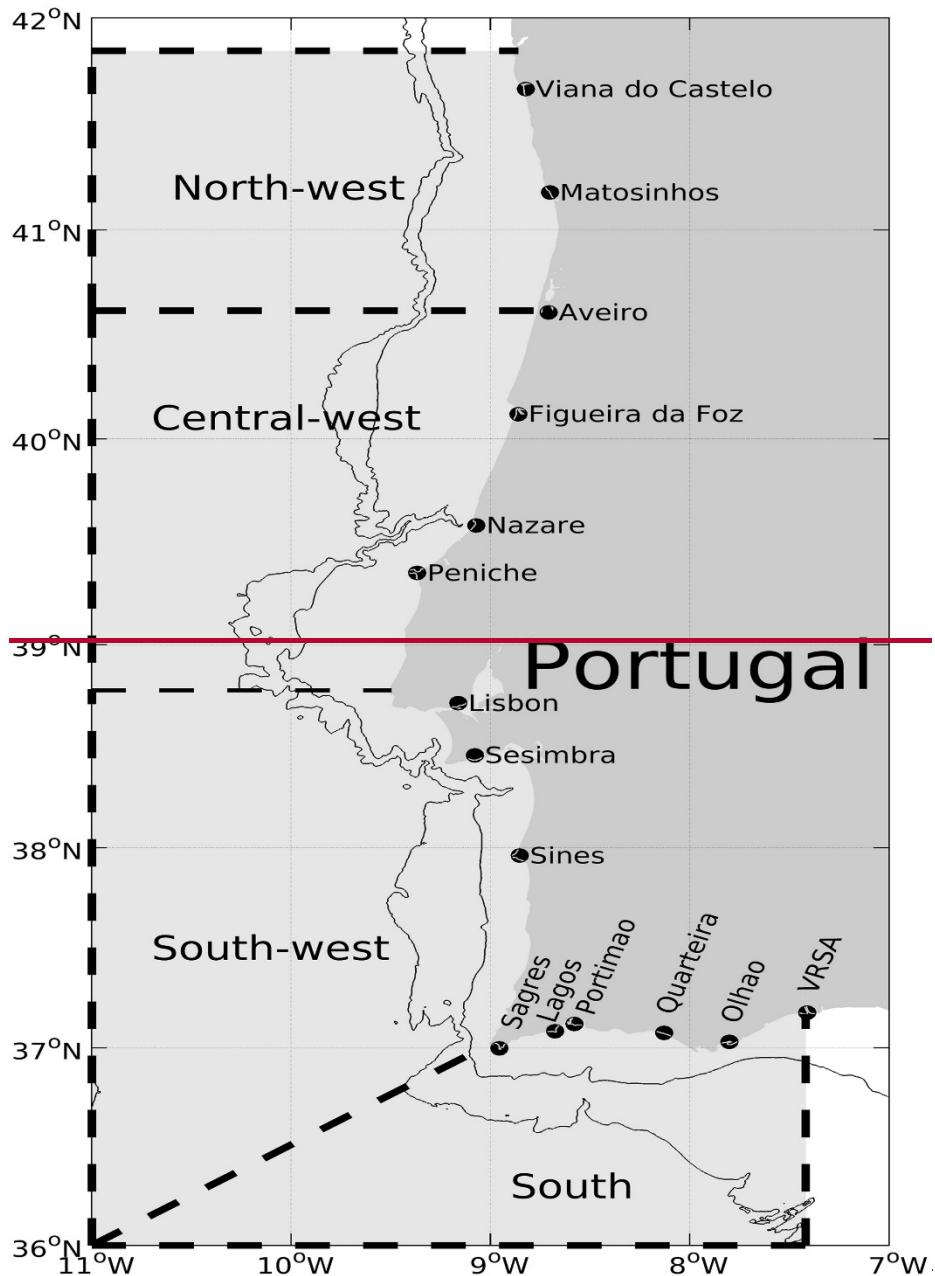 42°N
Viana do Castelo
North-west
Matosinhos
41°N
Aveiro
Central-west
Figueira da Foz
40°N
Nazare
Peniche
39°N
Portugal
Lisbon
Sesimbra
Sines
38°N
South-west
Sagres
Lagos
Portimao
Quarteira
Olhao
VRSA
37°N
South
36°N
11°W
10°W
9°W
8°W
7°W